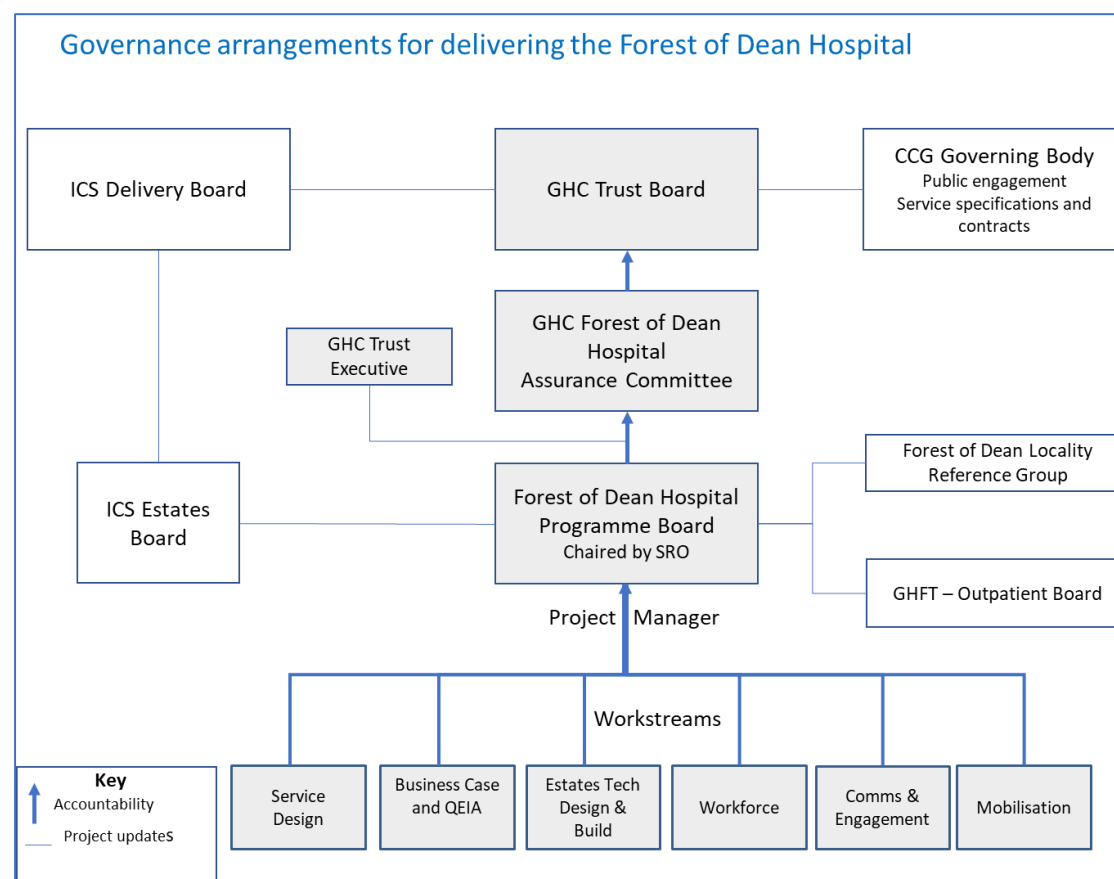 Governance arrangements for delivering the Forest of Dean Hospital
ICS Delivery Board
GHC Trust Board
CCG Governing Body
Public engagement
Service specifications and
contracts
GHC Trust
Executive
GHC Forest of Dean
Hospital
Assurance Committee
ICS Estates
Board
Forest of Dean Hospital
Programme Board
Chaired by SRO
Forest of Dean Locality
Reference Group
GHFT – Outpatient Board
Project Manager
Workstreams
Service
Design
Business Case
and QEIA
Estates Tech
Design &
Build
Workforce
Comms &
Engagement
Mobilisation
Key
Accountability
Project updates